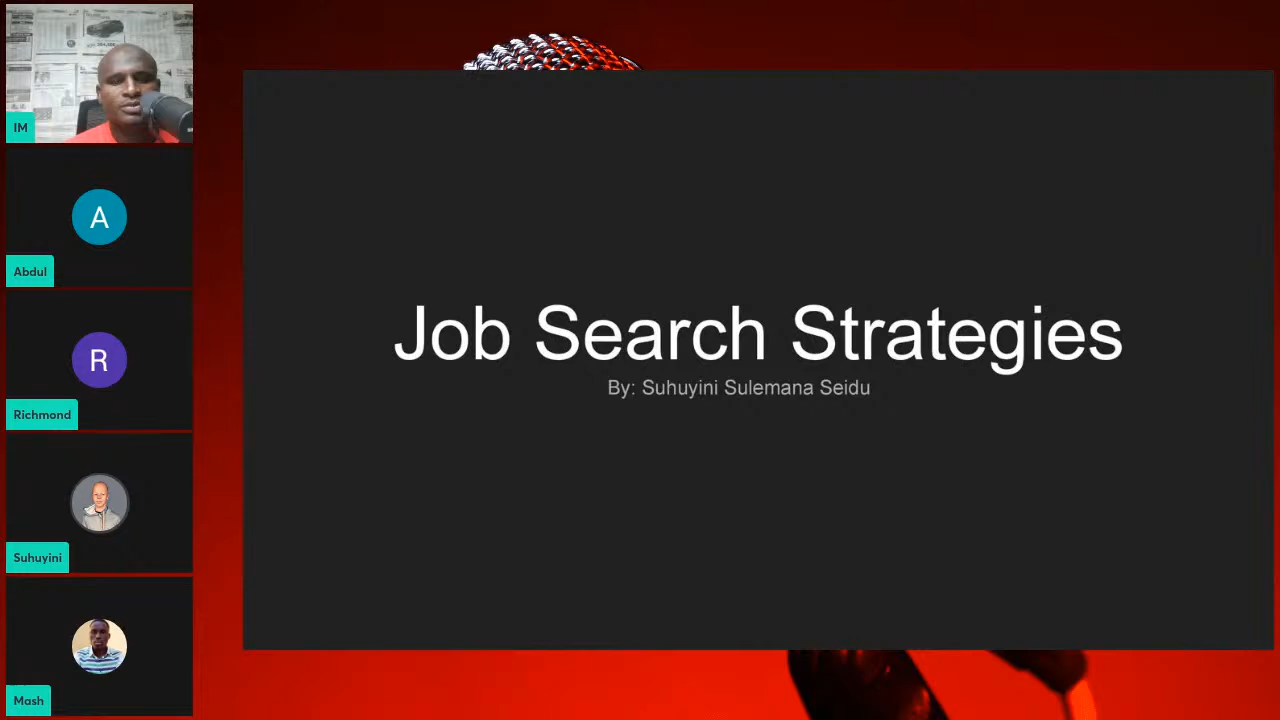 IM
A
Abdul
R
Richmond
Suhuyini
Mash
Job Search Strategies
By: Suhuyini Sulemana Seidu